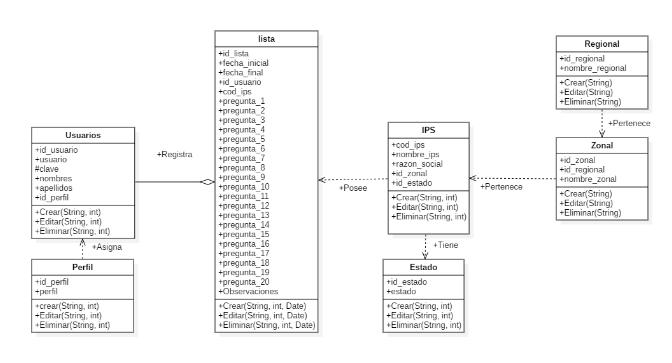 lista
+id_lista
+fecha_inicial
+fecha_final
+id_usuario
+cod_ips
+pregunta_1
+pregunta_2
+pregunta_3
+pregunta_4
+pregunta_5
+pregunta_6
+pregunta_7
+pregunta_8
+pregunta_9
+pregunta_10
+pregunta_11
+pregunta_12
+pregunta_13
+pregunta_14
+pregunta_15
+pregunta_16
+pregunta_17
+pregunta_18
+pregunta_19
+pregunta_20
+Observaciones
+Crear(String, int, Date)
+Editar(String, int, Date)
+Eliminar(String, int, Date)
Regional
+id_regional
+nombre_regional
+Crear(String)
+Editar(String)
+Eliminar(String)
+Pertenece
Usuarios
+id_usuario
+usuario
#clave
+nombres
+apellidos
+id_perfil
+Crear(String, int)
+Editar(String, int)
+Eliminar(String, int)
+Registra
+Asigna
Perfil
+id_perfil
+perfil
+crear(String, int)
+Editar(String, int)
+Eliminar(String, int)
IPS
+cod_ips
+nombre_ips
+razon_social
+id_zonal
+id_estado
+Crear(String, int)
+Editar(String, int)
+Eliminar(String, int)
+Posee
+Pertenece
Zonal
+id_zonal
+id_regional
+nombre_zonal
+Crear(String)
+Editar(String)
+Eliminar(String)
+Tiene
Estado
+id_estado
+estado
+Crear(String, int)
+Editar(String, int)
+Eliminar(String, int)